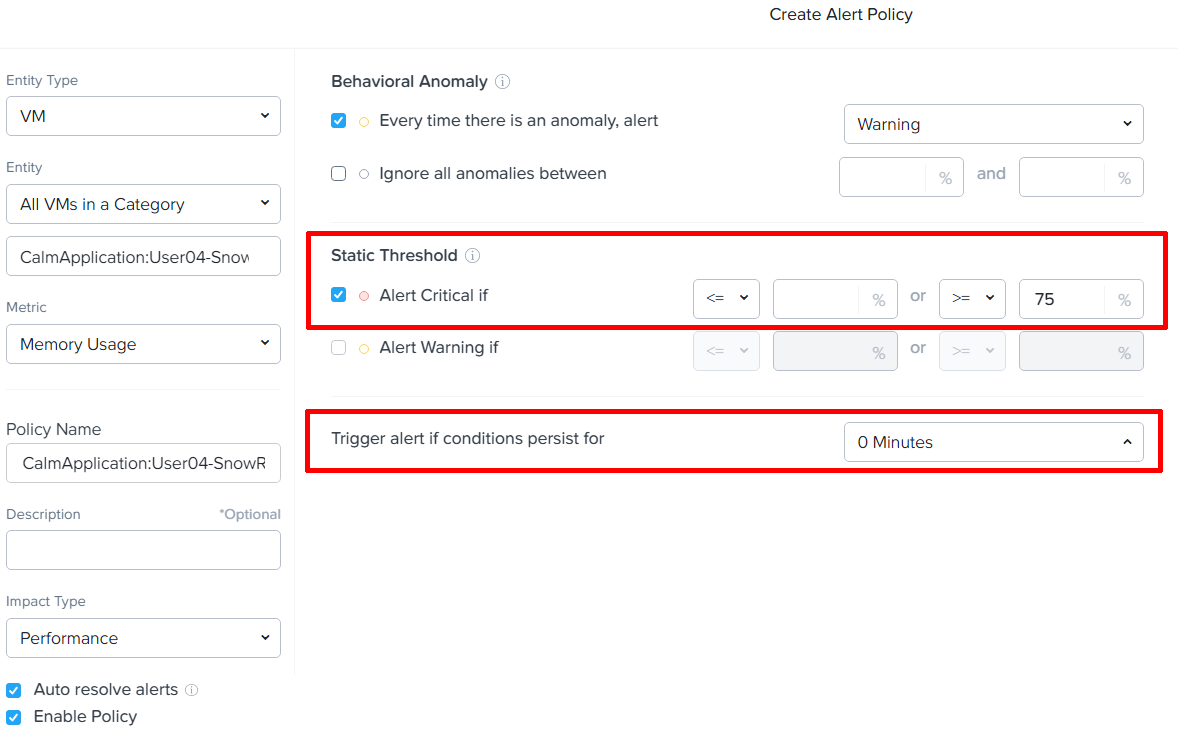 Create Alert Policy
Entity Type
VM
Entity
All VMs in a Category
CalmApplication:User04-Snow
Metric
Memory Usage
Policy Name
CalmApplication:User04-SnowR
Description *Optional
Impact Type
Performance
Auto resolve alerts
Enable Policy
Behavioral Anomaly
Every time there is an anomaly, alert Warning
Ignore all anomalies between % and %
Static Threshold
Alert Critical if <= % or >= 75 %
Alert Warning if <= % or >= %
Trigger alert if conditions persist for 0 Minutes